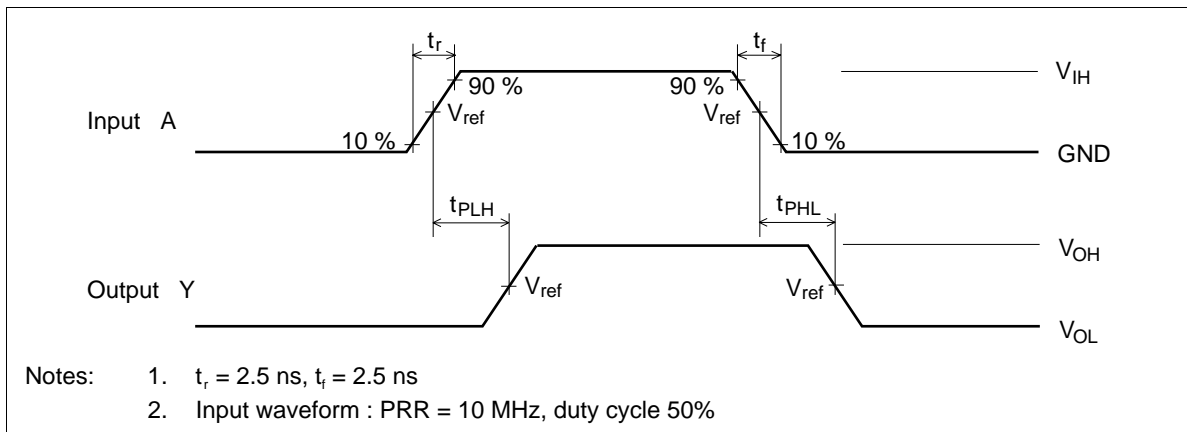 tr tf
90 % 90 % VIH
Input A Vref Vref
10 % 10 % GND
tPLH tPHL
VOH
Output Y Vref Vref
VOL
Notes: 1. tr = 2.5 ns, tf = 2.5 ns
2. Input waveform : PRR = 10 MHz, duty cycle 50%